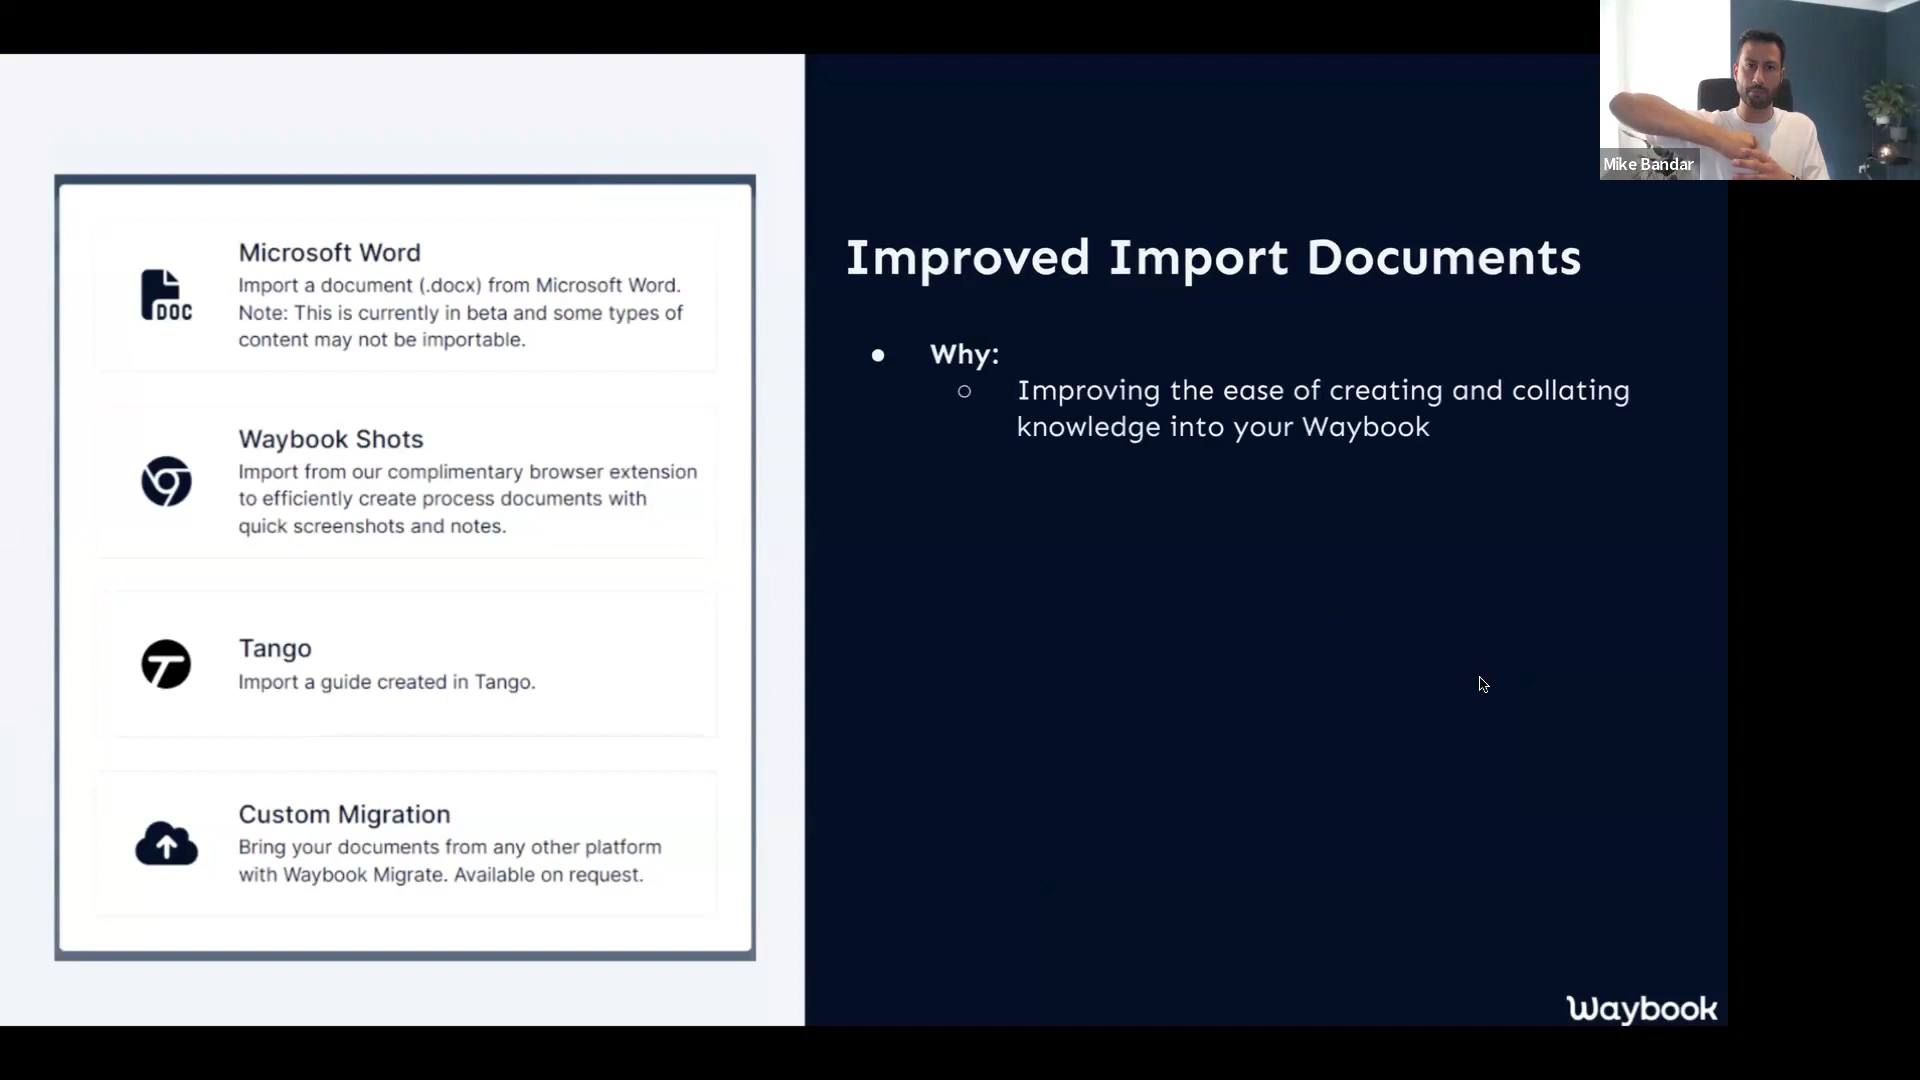 Mike Bandar
Microsoft Word
Import a document (.docx) from Microsoft Word.
Note: This is currently in beta and some types of
content may not be importable.
DOC
Waybook Shots
Import from our complimentary browser extension
to efficiently create process documents with
quick screenshots and notes.
Tango
Import a guide created in Tango.
Custom Migration
Bring your documents from any other platform
with Waybook Migrate. Available on request.
Improved Import Documents
● Why:
○ Improving the ease of creating and collating
knowledge into your Waybook
Waybook